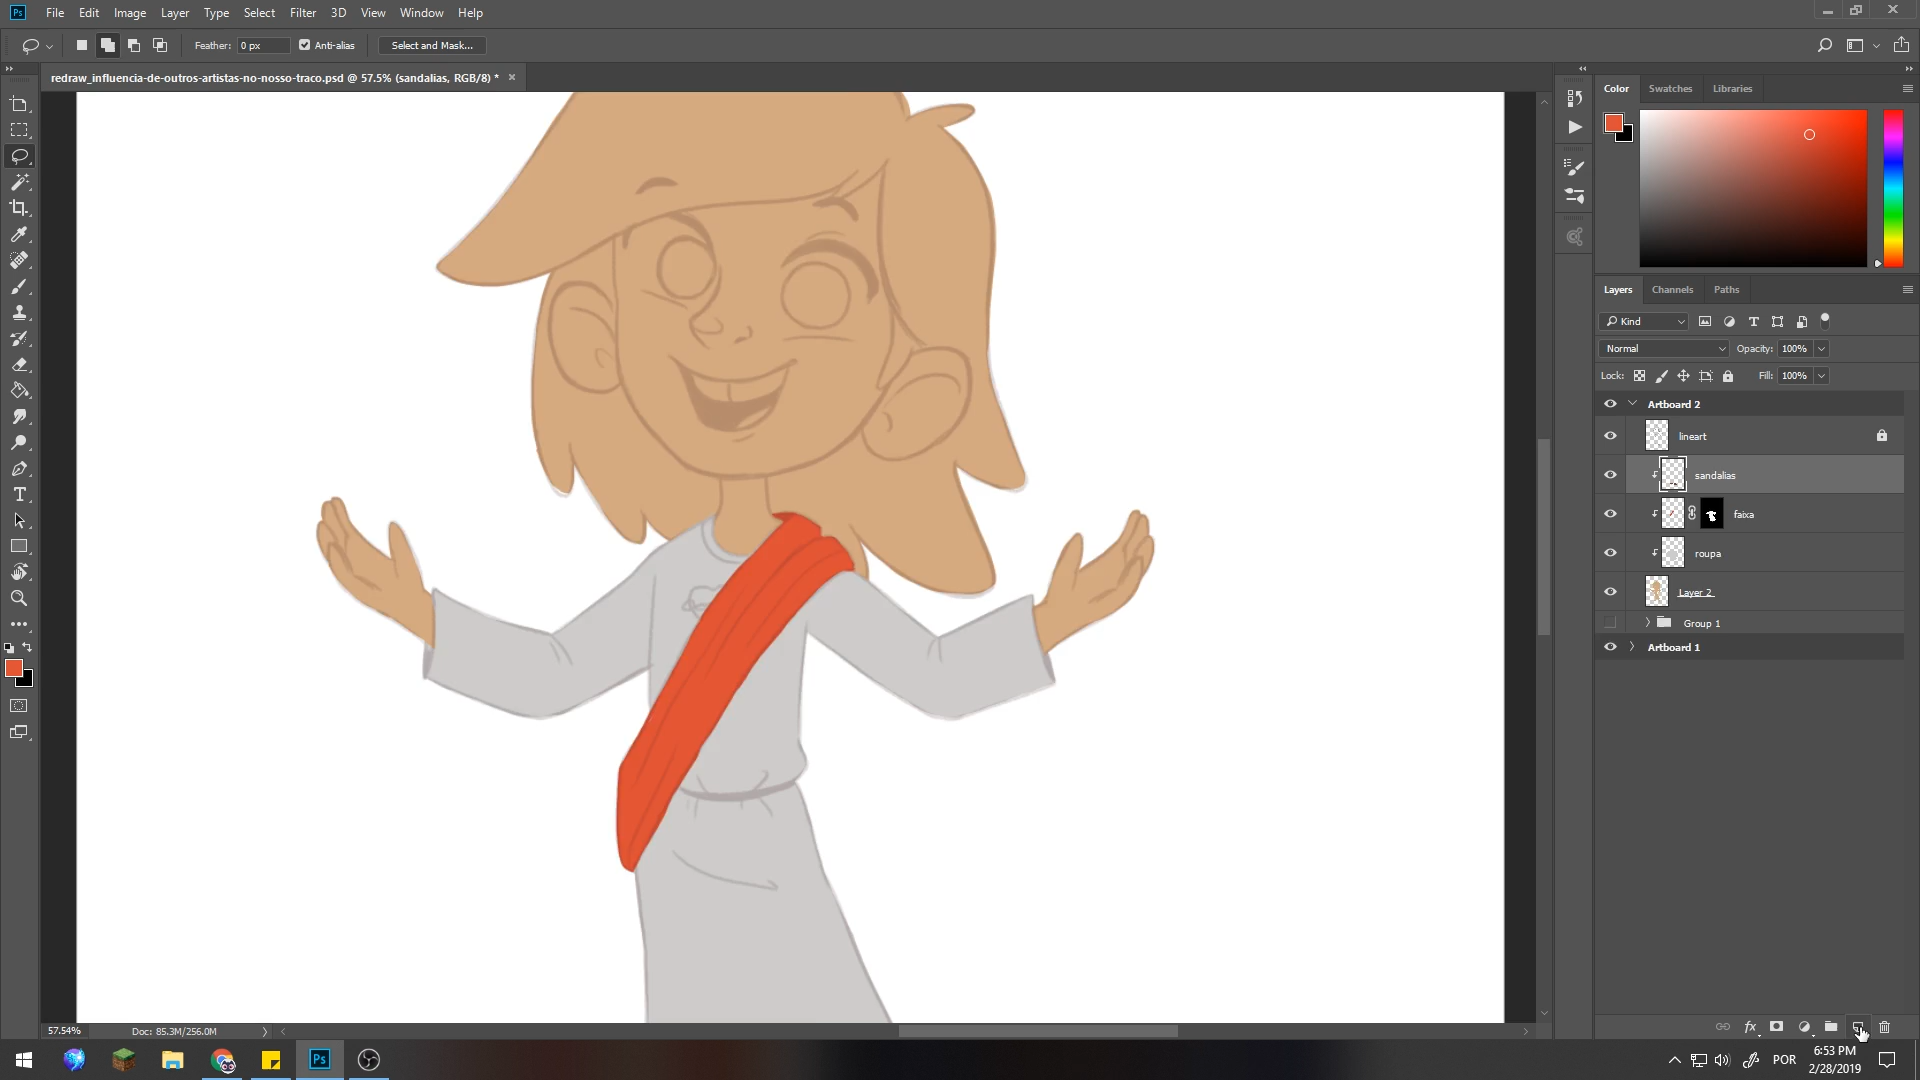 Ps File Edit Image Layer Type Select Filter 3D View Window Help
Feather: 0 px Anti-alias Select and Mask...
redraw_influencia-de-outros-artistas-no-nosso-traco.psd @ 57.5% (sandalias, RGB/8) *
Color Swatches Libraries
Layers Channels Paths
Kind
Normal Opacity: 100%
Lock: Fill: 100%
Artboard 2
lineart
sandalias
faixa
roupa
Layer 2
Group 1
Artboard 1
57.54% Doc: 85.3M/256.0M
fx
Ps
POR
6:53 PM
2/28/2019